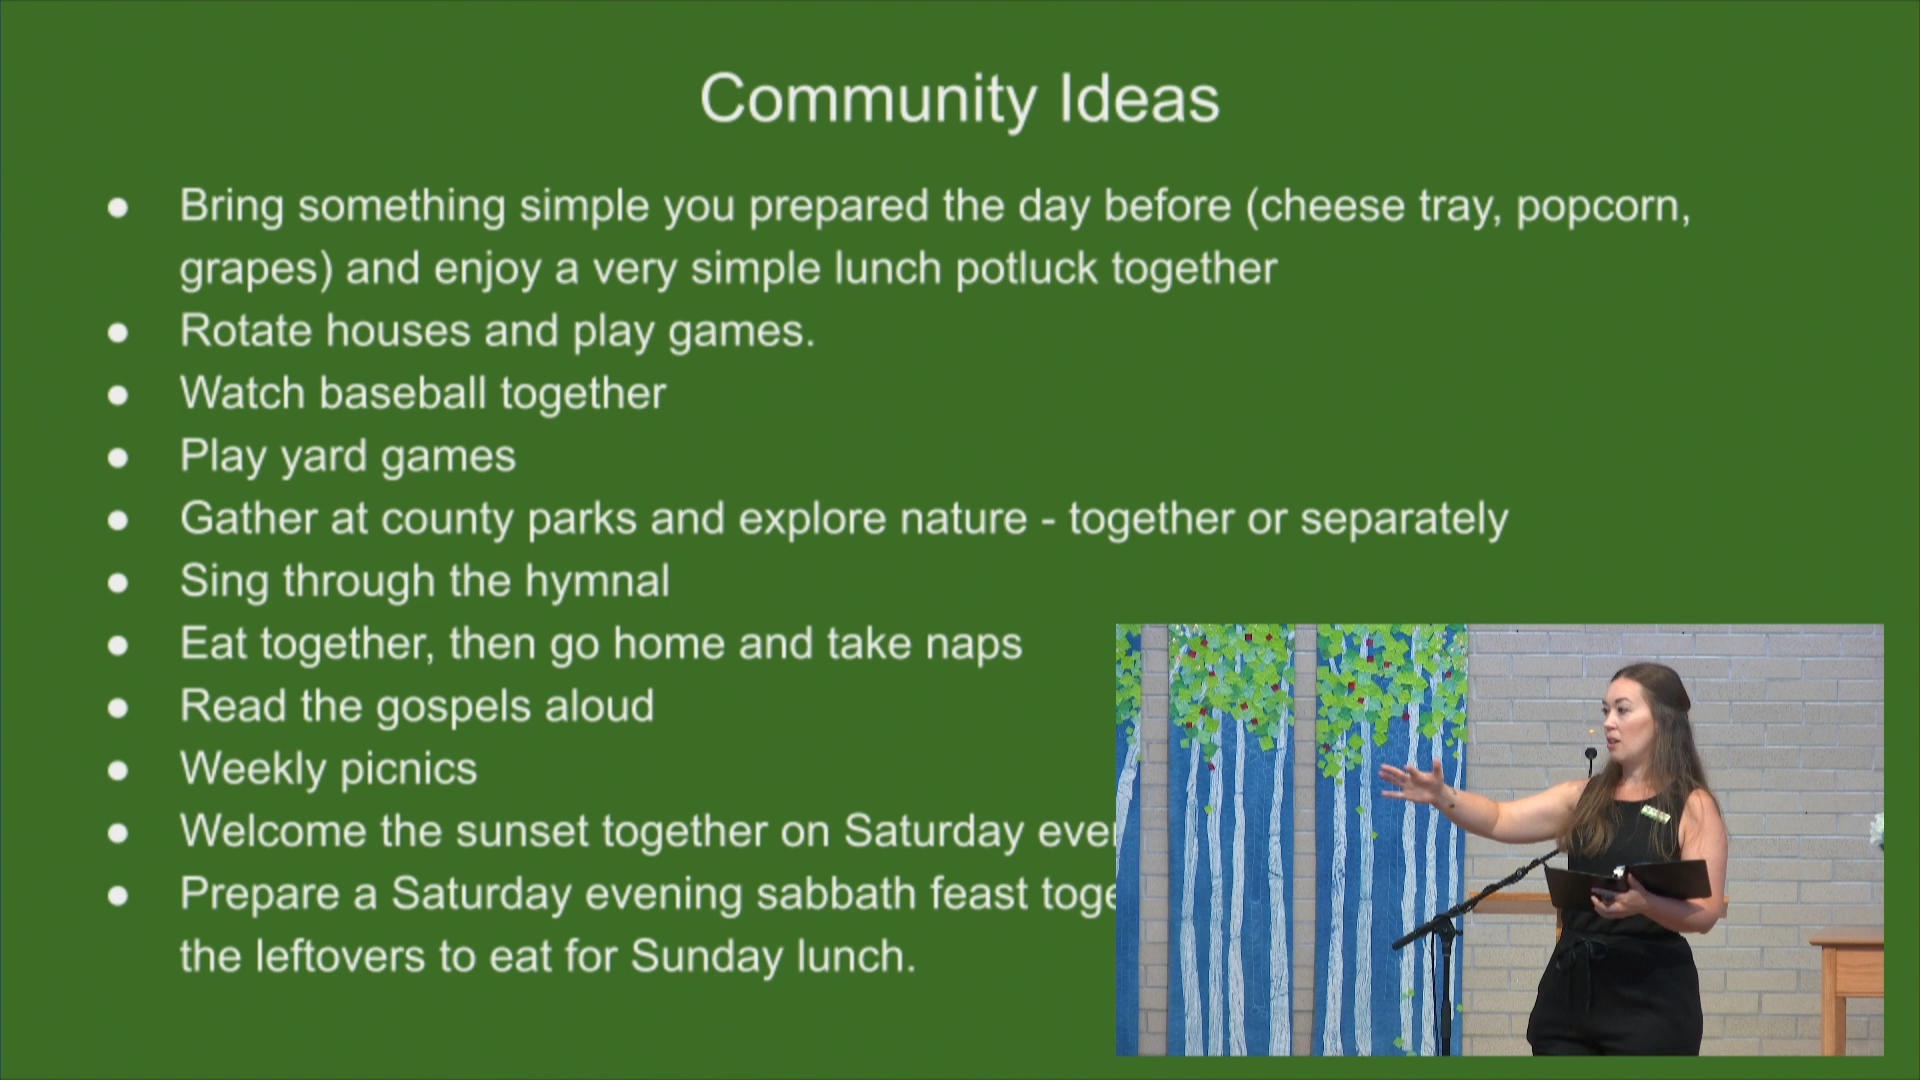 Community Ideas
● Bring something simple you prepared the day before (cheese tray, popcorn,
grapes) and enjoy a very simple lunch potluck together
● Rotate houses and play games.
● Watch baseball together
● Play yard games
● Gather at county parks and explore nature - together or separately
● Sing through the hymnal
● Eat together, then go home and take naps
● Read the gospels aloud
● Weekly picnics
● Welcome the sunset together on Saturday
● Prepare a Saturday evening sabbath feast
the leftovers to eat for Sunday lunch.